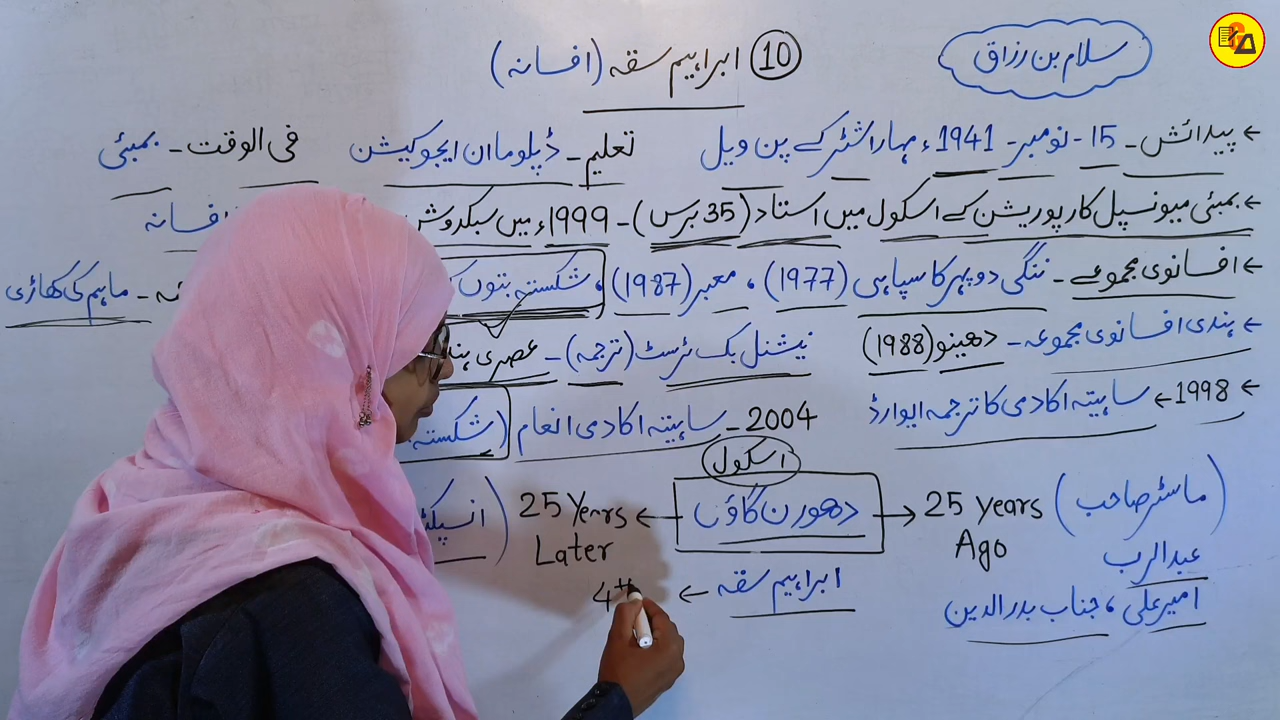 سلام بن رزاق
10 ابراہیم سقہ (افسانہ)
← پیدائش ـ 15 - نومبر - 1941ء مہاراشٹر کے پن ویل تعلیم ـ ڈپلوما ان ایجوکیشن فی الوقت ـ بمبئی
← بمبئی میونسپل کارپوریشن کے اسکول میں استاد (35 برس) - 1999ء میں سبکدوش افسانہ
← افسانوی مجموعے - ننگی دوپہر کا سپاہی (1977) ، معبر (1987) ، شکستہ بتوں ـ ماہم کی کھاڑی
← ہندی افسانوی مجموعہ - دھینو (1988) نیشنل بک ٹرسٹ (ترجمہ) - عصری
← 1998 ← ساہیتہ اکادمی کا ترجمہ ایوارڈ 2004 - ساہیتہ اکادمی انعام (شکستہ
اسکول
(ماسٹر صاحب) 25 years Ago → دھورن گاؤں ← 25 Years Later (
عبدالرب
ابراہیم سقہ ← 4th
امیر علی ، جناب بدرالدین